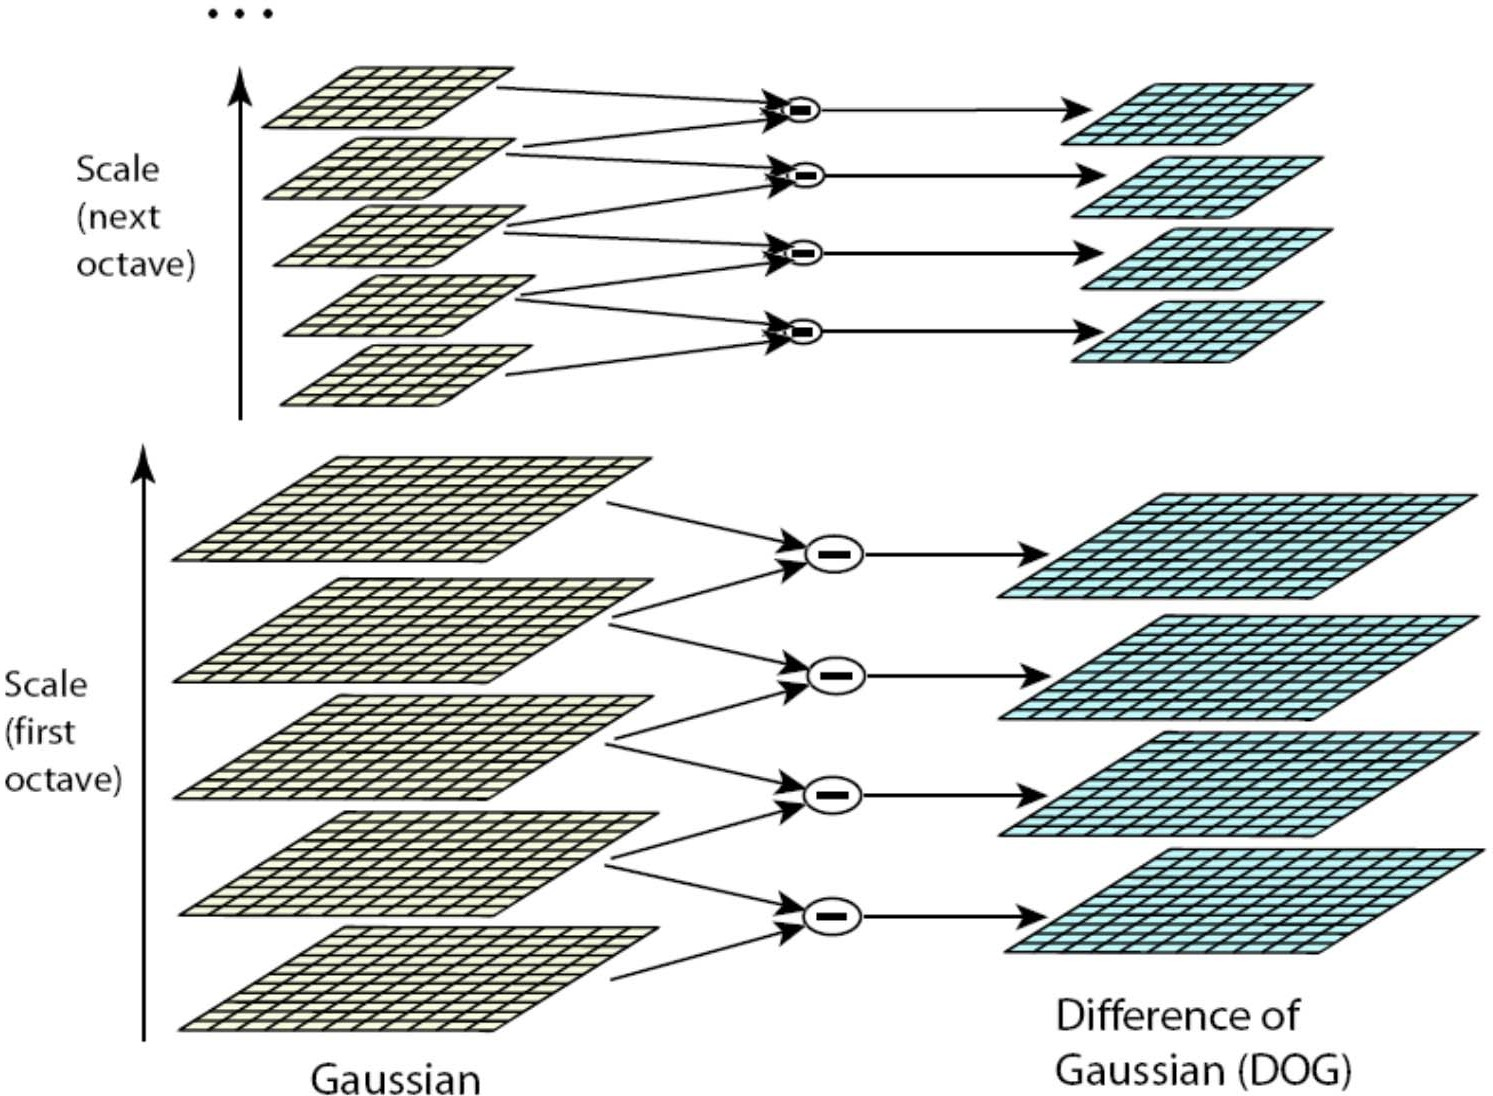 ...
Scale
(next
octave)
Scale
(first
octave)
Gaussian
Difference of
Gaussian (DOG)